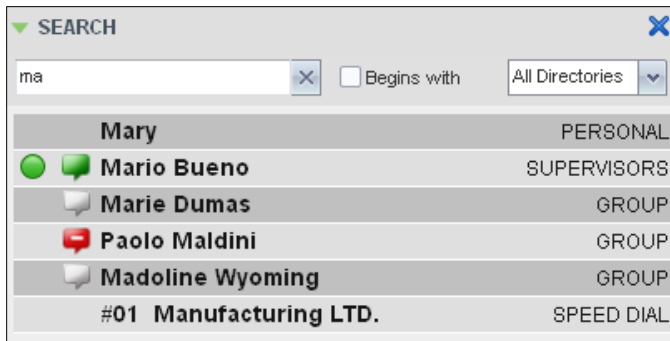 SEARCH
ma Begins with All Directories
Mary PERSONAL
Mario Bueno SUPERVISORS
Marie Dumas GROUP
Paolo Maldini GROUP
Madoline Wyoming GROUP
#01 Manufacturing LTD. SPEED DIAL